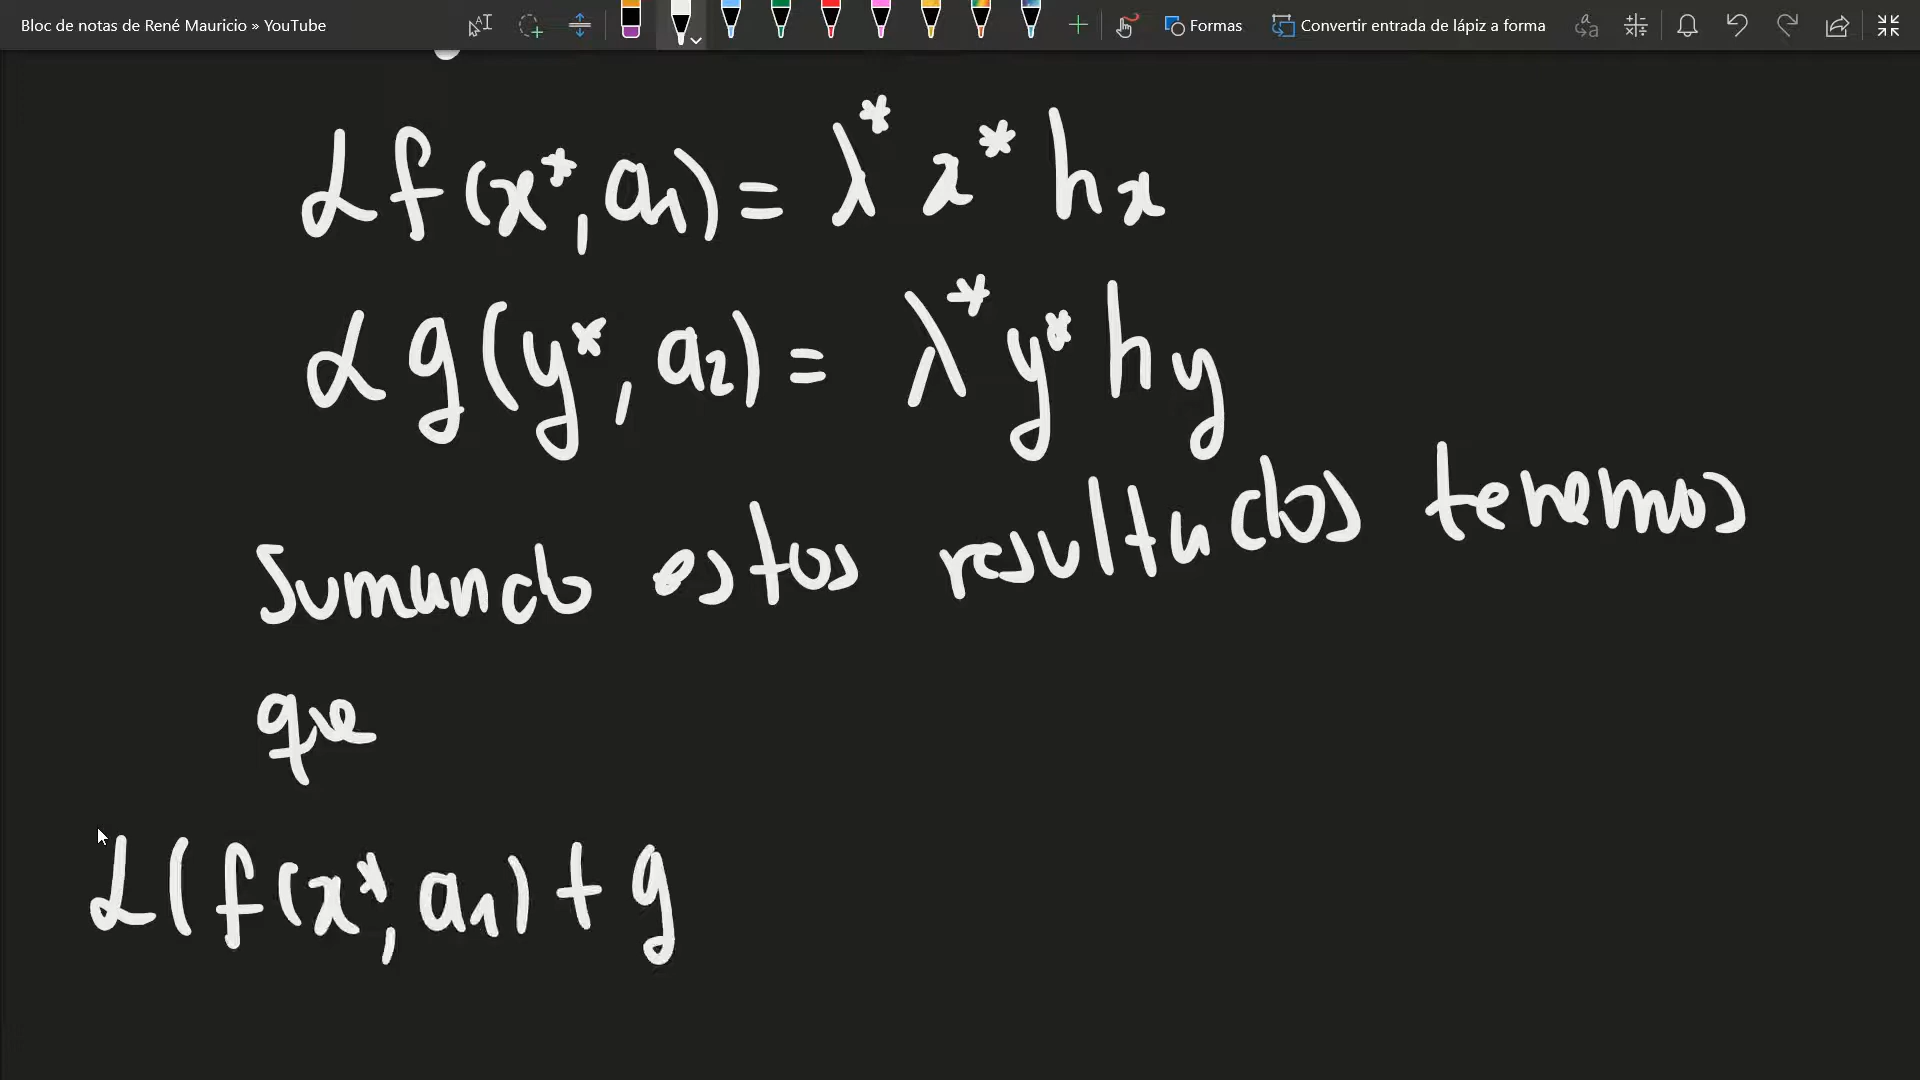 Bloc de notas de René Mauricio » YouTube
Formas
Convertir entrada de lápiz a forma
αf(x*, a₁) = λ* x* hₓ
αg(y*, a₂) = λ* y* h_y
Sumando estos resultados tenemos
que
α(f(x*, a₁) + g